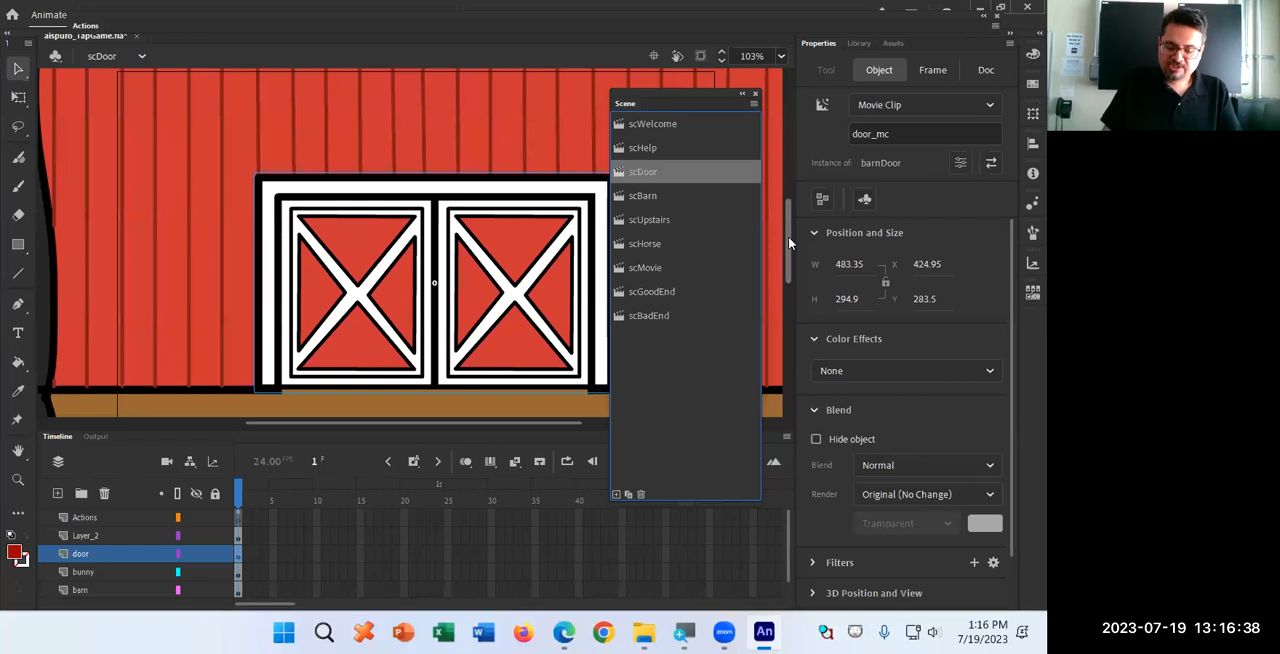 Animate
Actions
aispuro_TapGame.fla* ×
scDoor
103%
Properties Library Assets
Tool Object Frame Doc
Movie Clip
door_mc
Instance of: barnDoor
Scene
scWelcome
scHelp
scDoor
scBarn
scUpstairs
scHorse
scMovie
scGoodEnd
scBadEnd
Position and Size
W 483.35 X 424.95
H 294.9 Y 283.5
Color Effects
None
Blend
Hide object
Blend Normal
Render Original (No Change)
Transparent
Filters
3D Position and View
Timeline Output
24.00 FPS 1 F
1s
5 10 15 20 25 30 35 40
Actions
Layer_2
door
bunny
barn
1:16 PM
7/19/2023
2023-07-19 13:16:38